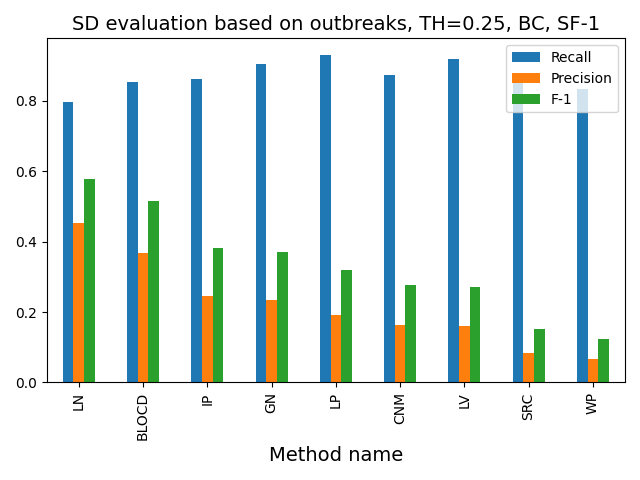 SD evaluation based on outbreaks, TH=0.25, BC, SF-1
Recall
Precision
F-1
0.8
0.6
0.4
0.2
0.0
LN
BLOCD
IP
GN
LP
CNM
LV
SRC
WP
Method name